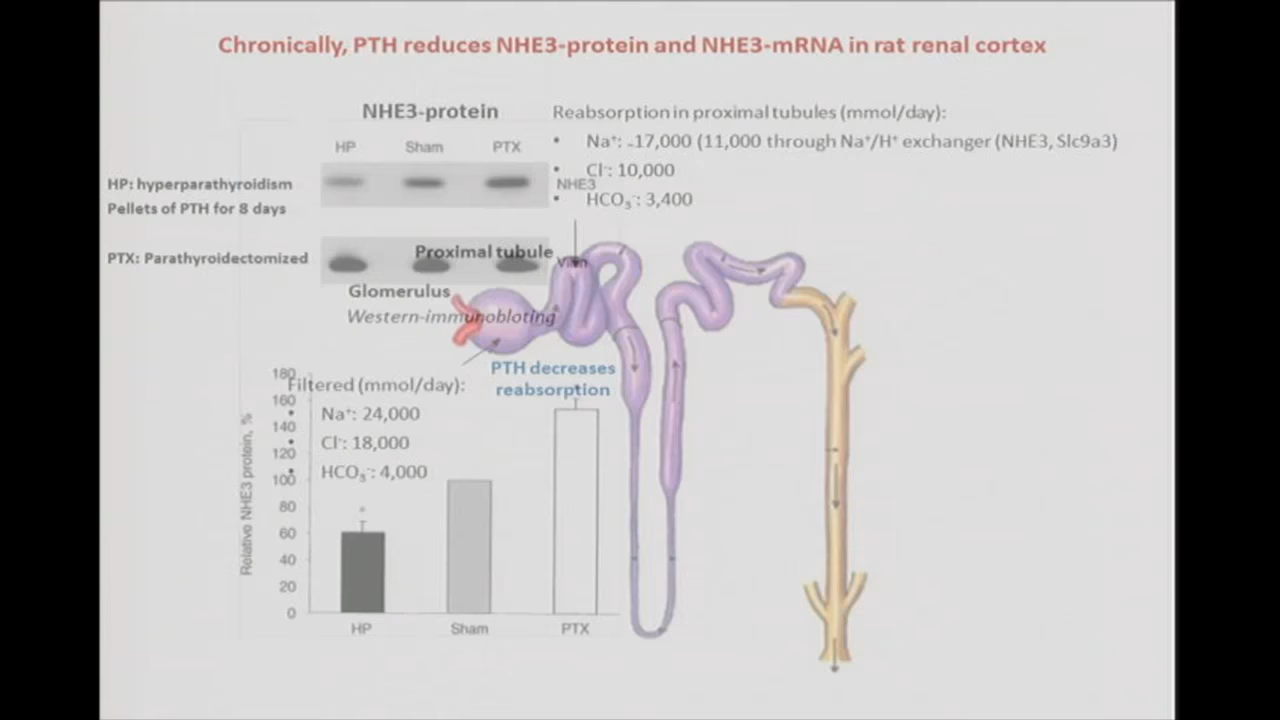 Chronically, PTH reduces NHE3-protein and NHE3-mRNA in rat renal cortex
NHE3-protein
HP Sham PTX
HP: hyperparathyroidism
Pellets of PTH for 8 days
PTX: Parathyroidectomized
NHE3
Reabsorption in proximal tubules (mmol/day):
• Na⁺: -17,000 (11,000 through Na⁺/H⁺ exchanger (NHE3, Slc9a3)
• Cl⁻: 10,000
• HCO₃⁻: 3,400
Proximal tubule
Glomerulus
Western-immunobloting
PTH decreases
reabsorption
Filtered (mmol/day):
• Na⁺: 24,000
• Cl⁻: 18,000
• HCO₃⁻: 4,000
Relative NHE3 protein, %
180
160
140
120
100
80
60
40
20
0
*
HP Sham PTX